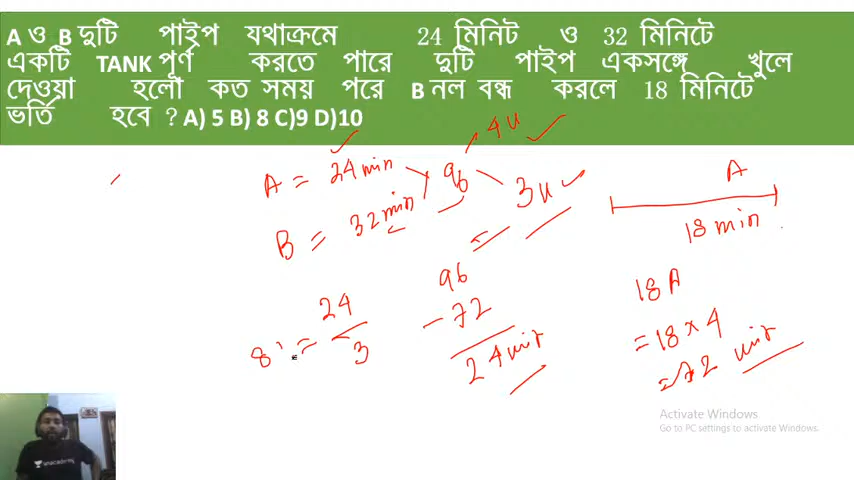 A ও B দুটি পাইপ যথাক্রমে 24 মিনিট ও 32 মিনিটে
একটি TANK পূর্ণ করতে পারে দুটি পাইপ একসঙ্গে খুলে
দেওয়া হলো কত সময় পরে B নল বন্ধ করলে 18 মিনিটে
ভর্তি হবে ? A) 5 B) 8 C)9 D)10
A = 24 min
96
4u
B = 32 min
3u
A
18 min
96
- 72
24 unit
8' = 24/3
18 A
= 18 × 4
= 72 unit
Activate Windows
Go to PC settings to activate Windows.
unacademy